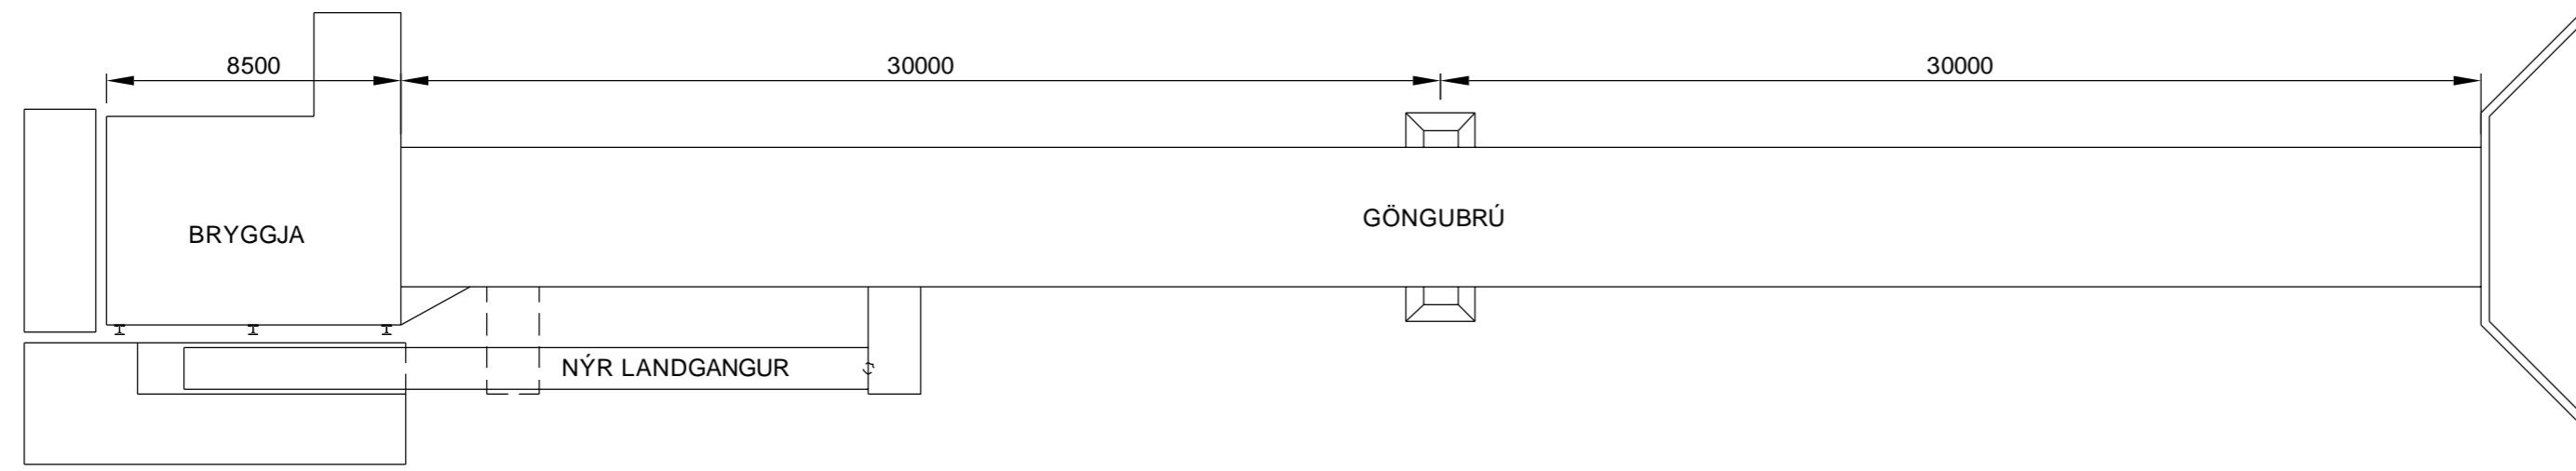 8500
30000
30000
BRYGGJA
GÖNGUBRÚ
NÝR LANDGANGUR